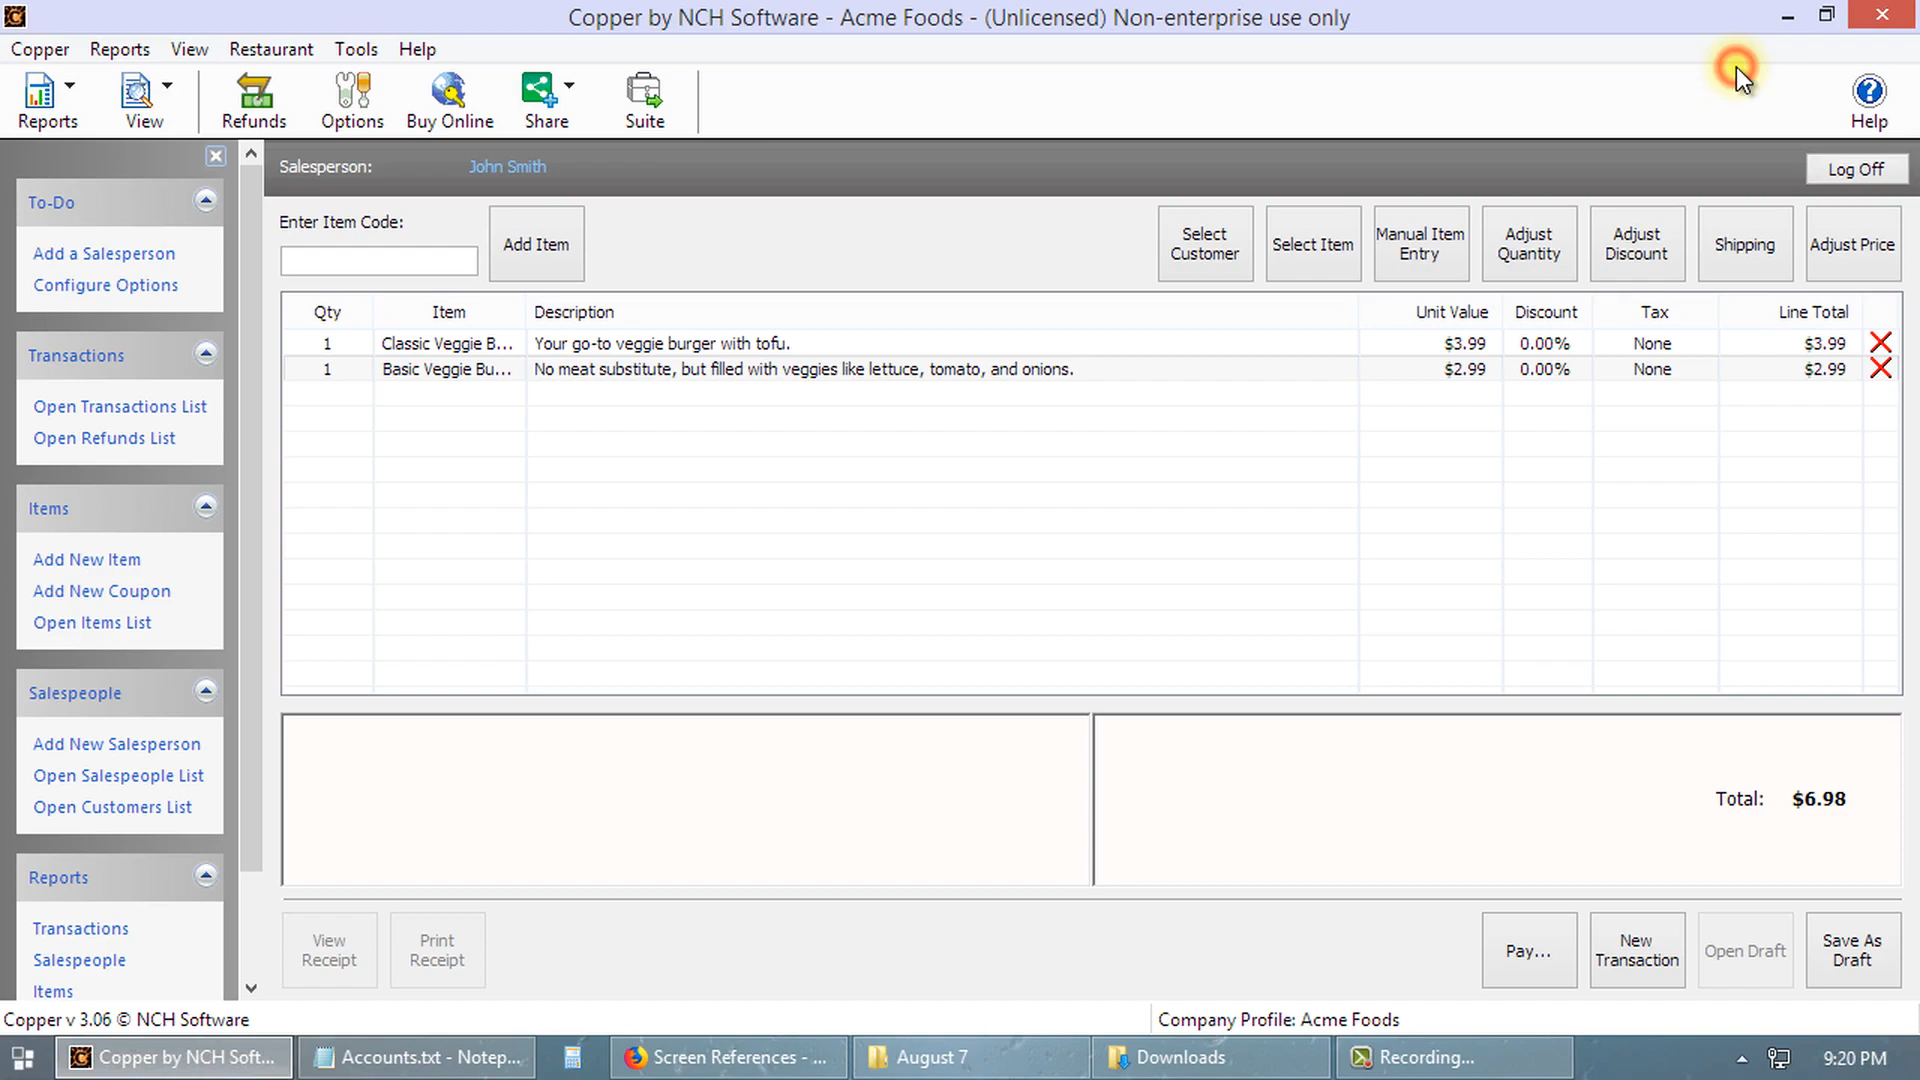 Copper by NCH Software - Acme Foods - (Unlicensed) Non-enterprise use only
Copper Reports View Restaurant Tools Help
Reports View Refunds Options Buy Online Share Suite Help
Salesperson: John Smith Log Off
To-Do
Add a Salesperson
Configure Options
Transactions
Open Transactions List
Open Refunds List
Items
Add New Item
Add New Coupon
Open Items List
Salespeople
Add New Salesperson
Open Salespeople List
Open Customers List
Reports
Transactions
Salespeople
Items
Enter Item Code:
Add Item
Select
Customer
Select Item
Manual Item
Entry
Adjust
Quantity
Adjust
Discount
Shipping
Adjust Price
Qty Item Description Unit Value Discount Tax Line Total
1 Classic Veggie B... Your go-to veggie burger with tofu. $3.99 0.00% None $3.99
1 Basic Veggie Bu... No meat substitute, but filled with veggies like lettuce, tomato, and onions. $2.99 0.00% None $2.99
Total: $6.98
View
Receipt
Print
Receipt
Pay...
New
Transaction
Open Draft
Save As
Draft
Copper v 3.06 © NCH Software
Company Profile: Acme Foods
Copper by NCH Soft... Accounts.txt - Notep... Screen References - ... August 7 Downloads Recording... 9:20 PM